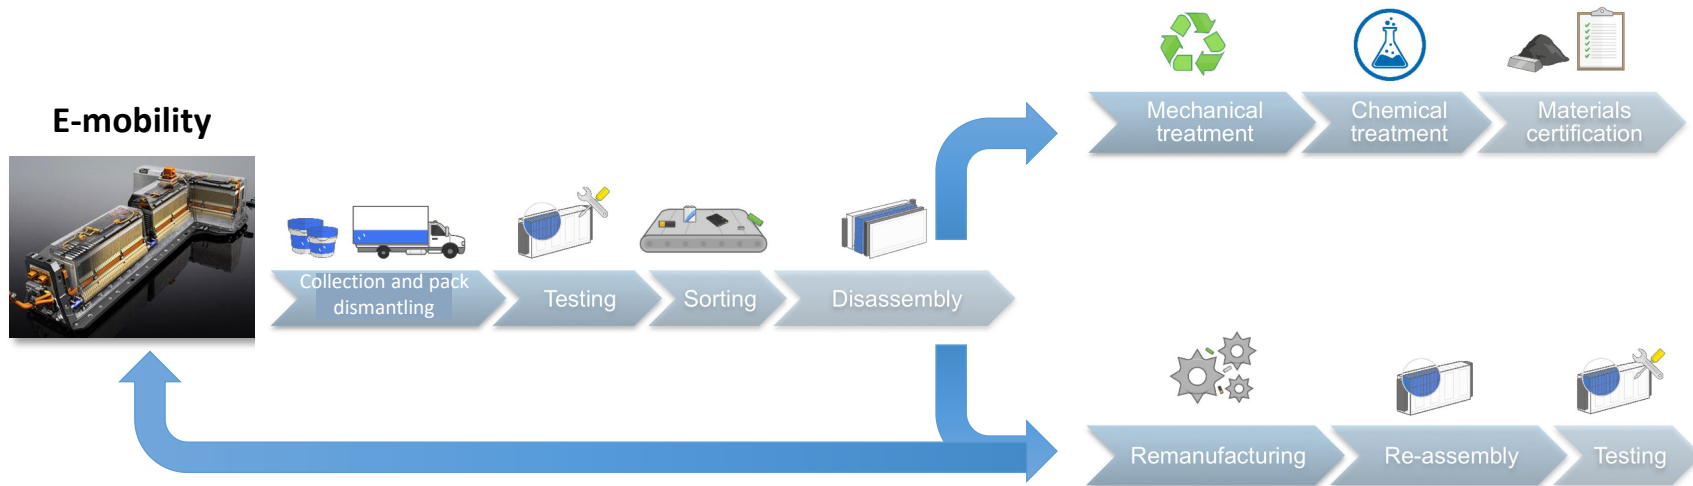 E-mobility
Collection and pack
dismantling
Testing
Sorting
Disassembly
Mechanical
treatment
Chemical
treatment
Materials
certification
Remanufacturing
Re-assembly
Testing